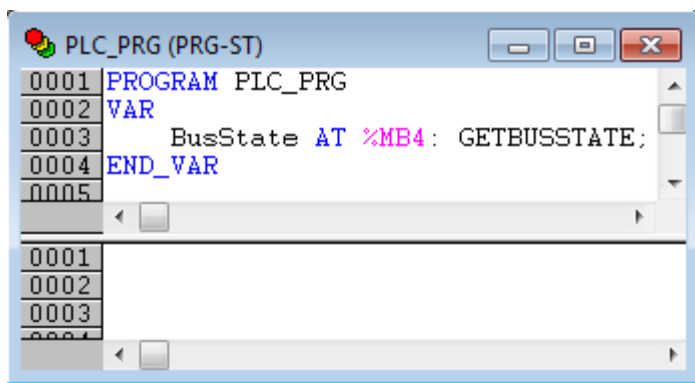 PLC_PRG (PRG-ST)
0001 PROGRAM PLC_PRG
0002 VAR
0003 BusState AT %MB4: GETBUSSTATE;
0004 END_VAR
0005
0001
0002
0003